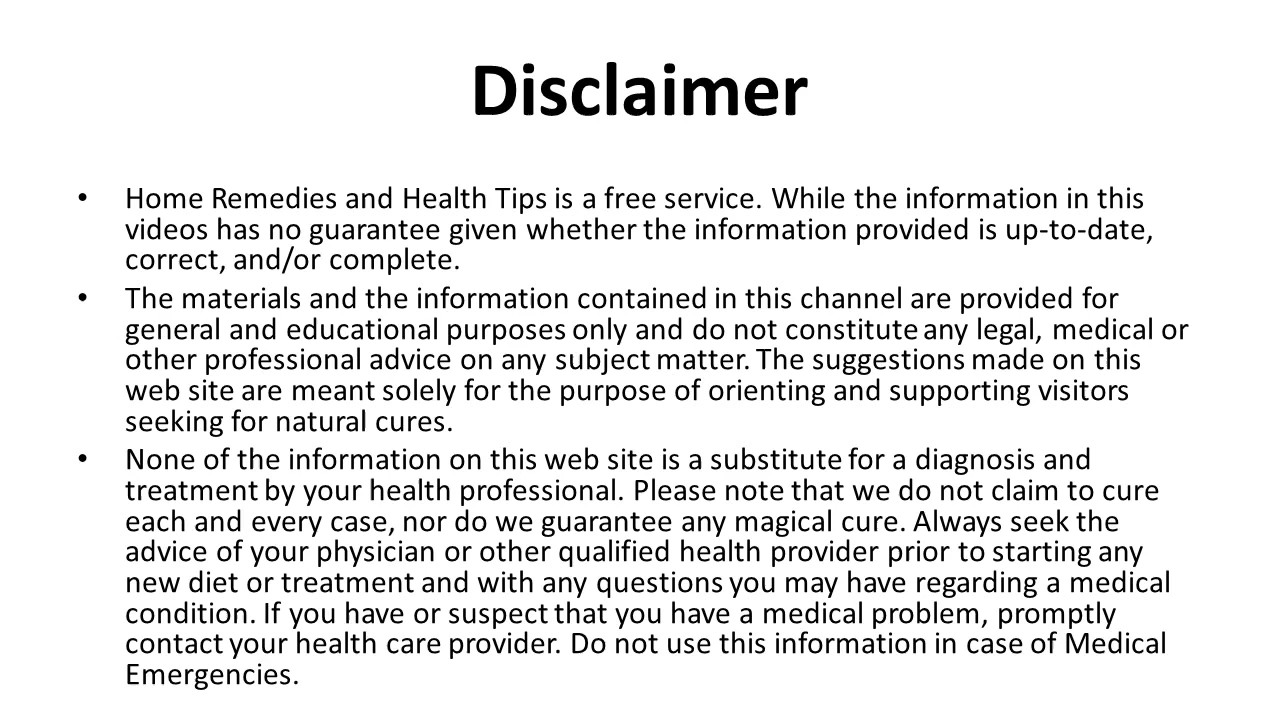 Disclaimer
• Home Remedies and Health Tips is a free service. While the information in this
videos has no guarantee given whether the information provided is up-to-date,
correct, and/or complete.
• The materials and the information contained in this channel are provided for
general and educational purposes only and do not constitute any legal, medical or
other professional advice on any subject matter. The suggestions made on this
web site are meant solely for the purpose of orienting and supporting visitors
seeking for natural cures.
• None of the information on this web site is a substitute for a diagnosis and
treatment by your health professional. Please note that we do not claim to cure
each and every case, nor do we guarantee any magical cure. Always seek the
advice of your physician or other qualified health provider prior to starting any
new diet or treatment and with any questions you may have regarding a medical
condition. If you have or suspect that you have a medical problem, promptly
contact your health care provider. Do not use this information in case of Medical
Emergencies.